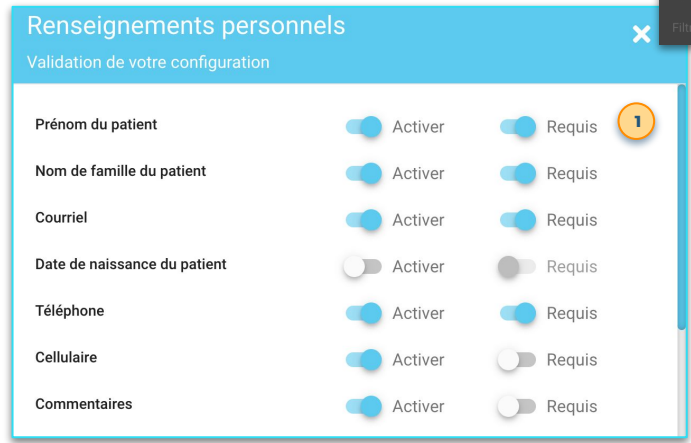 Renseignements personnels
Validation de votre configuration
Prénom du patient Activer Requis 1
Nom de famille du patient Activer Requis
Courriel Activer Requis
Date de naissance du patient Activer Requis
Téléphone Activer Requis
Cellulaire Activer Requis
Commentaires Activer Requis